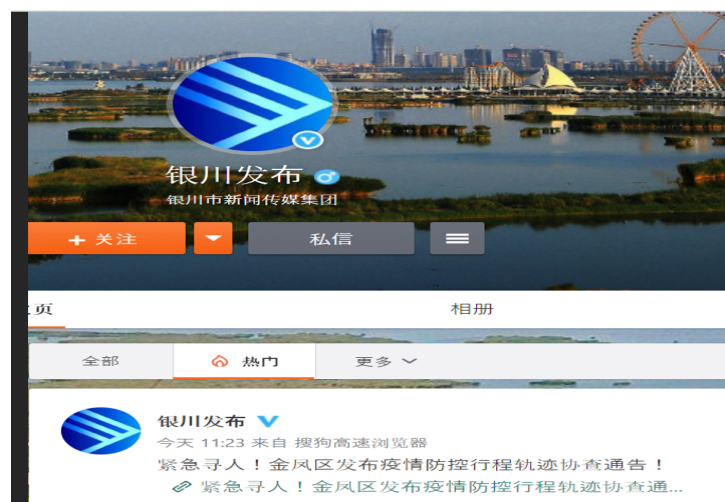 银川发布
银川市新闻传媒集团
+ 关注
私信
主页
相册
全部
热门
更多
银川发布
今天 11:23 来自 搜狗高速浏览器
紧急寻人！金凤区发布疫情防控行程轨迹协查通告！
紧急寻人！金凤区发布疫情防控行程轨迹协查通...